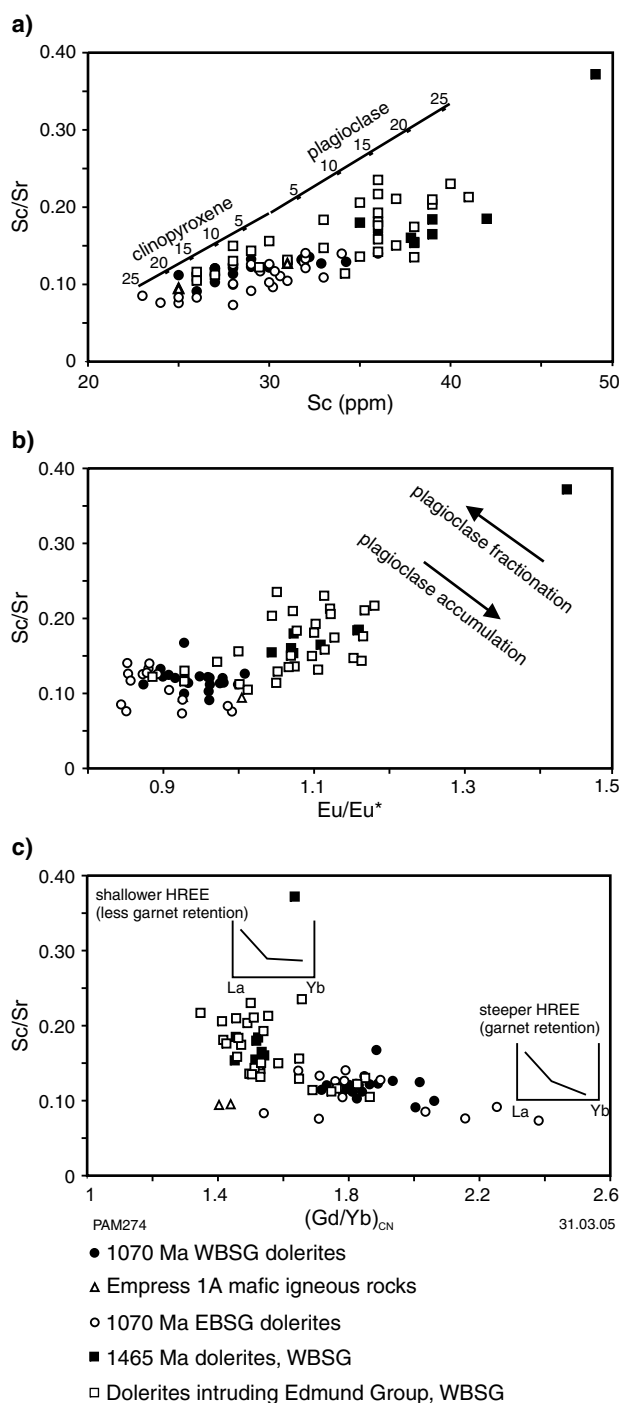 a)
0.40
0.30
0.20
0.10
0
Sc/Sr
clinopyroxene
25 20 15 10 5
plagioclase
5 10 15 20 25
20 30 40 50
Sc (ppm)
b)
0.40
0.30
0.20
0.10
0
Sc/Sr
plagioclase fractionation
plagioclase accumulation
0.9 1.1 1.3 1.5
Eu/Eu*
c)
0.40
0.30
0.20
0.10
0
Sc/Sr
shallower HREE
(less garnet retention)
La Yb
steeper HREE
(garnet retention)
La Yb
1 1.4 1.8 2.2 2.6
(Gd/Yb)CN
PAM274 31.03.05
1070 Ma WBSG dolerites
Empress 1A mafic igneous rocks
1070 Ma EBSG dolerites
1465 Ma dolerites, WBSG
Dolerites intruding Edmund Group, WBSG